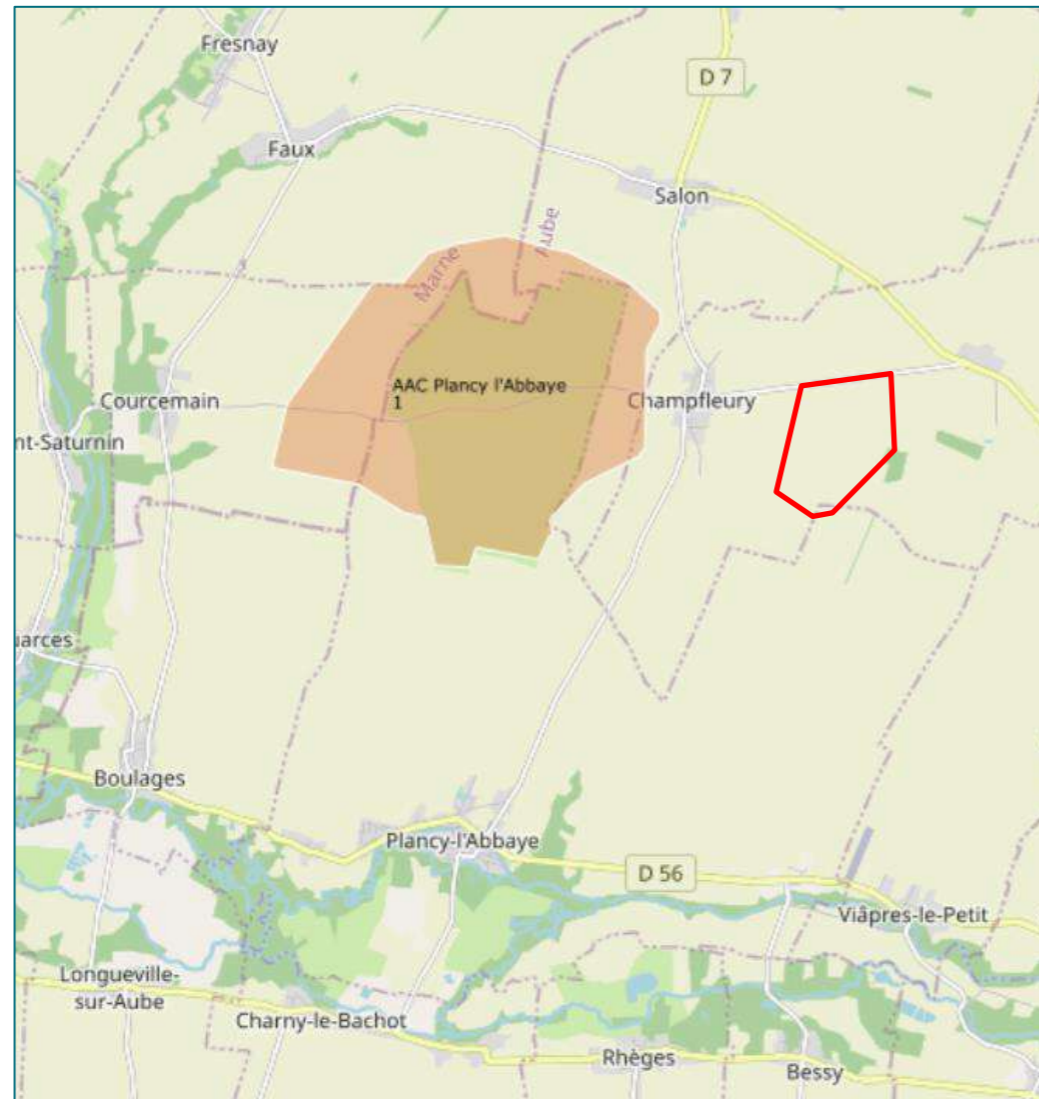 Fresnay
D 7
Faux
Salon
Aube
Marne
AAC Plancy l'Abbaye
1
Courcemain
Champfleury
nt-Saturnin
uarces
Boulages
Plancy-l'Abbaye
D 56
Viâpres-le-Petit
Longueville-
sur-Aube
Charny-le-Bachot
Rhèges
Bessy